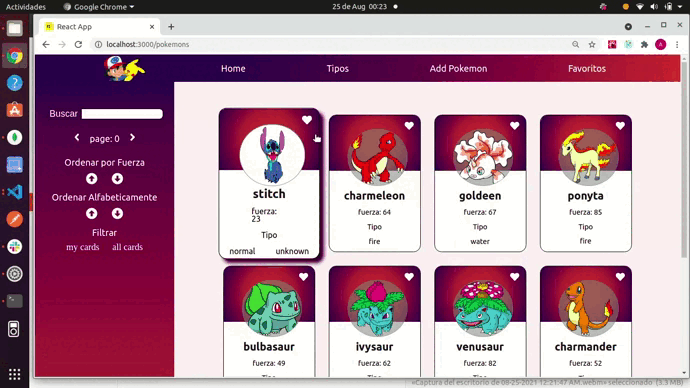 Actividades
Google Chrome
25 de Aug 00:23
React App
localhost:3000/pokemons
A
Home
Tipos
Add Pokemon
Favoritos
Buscar
page: 0
Ordenar por Fuerza
Ordenar Alfabeticamente
Filtrar
my cards
all cards
stitch
fuerza:
23
Tipo
normal
unknown
charmeleon
fuerza: 64
Tipo
fire
goldeen
fuerza: 67
Tipo
water
ponyta
fuerza: 85
Tipo
fire
bulbasaur
fuerza: 49
Tipo
ivysaur
fuerza: 62
Tipo
venusaur
fuerza: 82
Tipo
charmander
fuerza: 52
Tipo
«Captura del escritorio de 08-25-2021 12:21:47 AM.webm» seleccionado (3.3 MB)